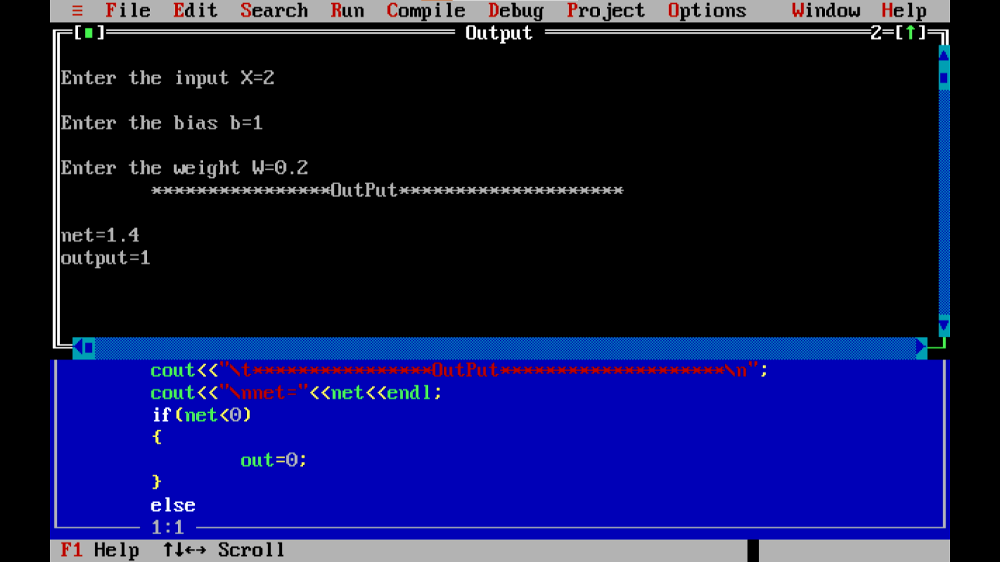 ≡ File Edit Search Run Compile Debug Project Options Window Help
[■] Output 2=[↑]
Enter the input X=2
Enter the bias b=1
Enter the weight W=0.2
****************OutPut********************
net=1.4
output=1
cout<<"\t****************OutPut********************\n";
cout<<"\nnet="<<net<<endl;
if(net<0)
{
out=0;
}
else
1:1
F1 Help ↑↓←→ Scroll